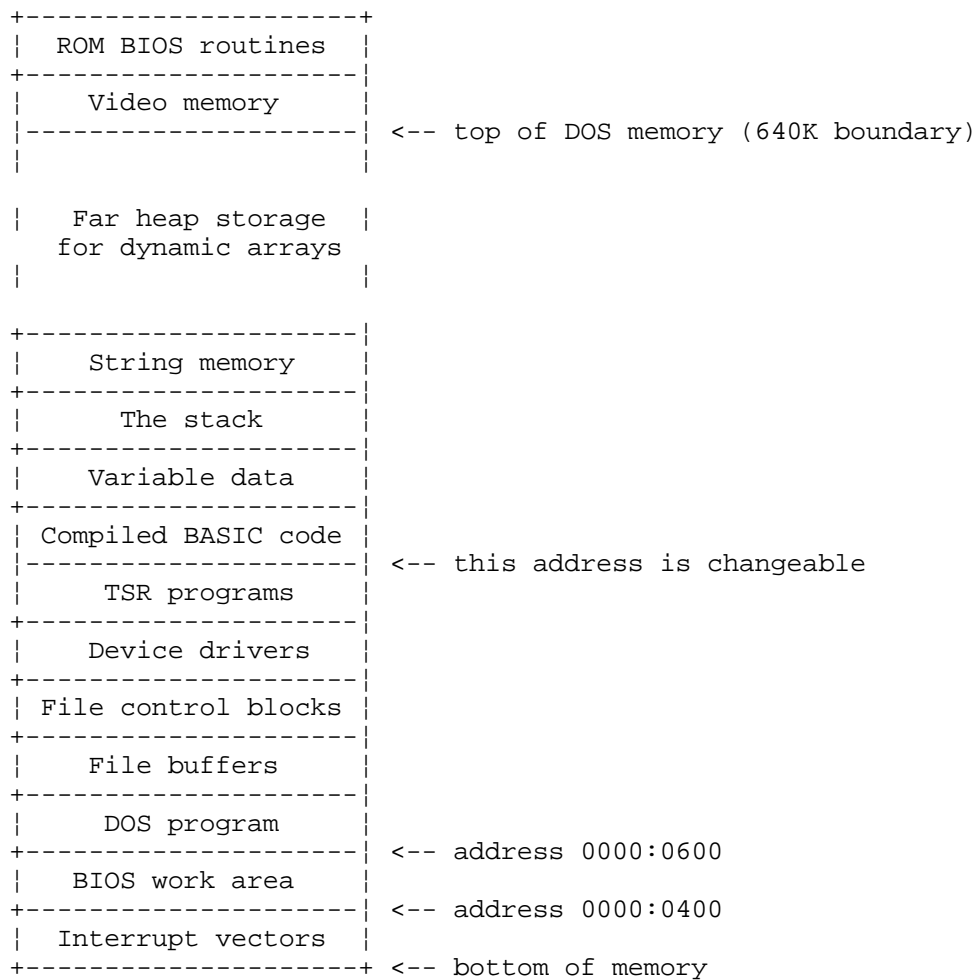 +---------------------+
¦  ROM BIOS routines  ¦
+---------------------¦
¦    Video memory     ¦
¦---------------------¦ <-- top of DOS memory (640K boundary)
¦                     ¦
¦   Far heap storage  ¦
  for dynamic arrays
¦                     ¦
+---------------------¦
¦    String memory    ¦
+---------------------¦
¦      The stack      ¦
+---------------------¦
¦    Variable data    ¦
+---------------------¦
¦ Compiled BASIC code ¦
¦---------------------¦ <-- this address is changeable
¦     TSR programs    ¦
+---------------------¦
¦    Device drivers   ¦
+---------------------¦
¦ File control blocks ¦
+---------------------¦
¦    File buffers     ¦
+---------------------¦
¦     DOS program     ¦
+---------------------¦ <-- address 0000:0600
¦   BIOS work area    ¦
+---------------------¦ <-- address 0000:0400
¦  Interrupt vectors  ¦
+---------------------+ <-- bottom of memory